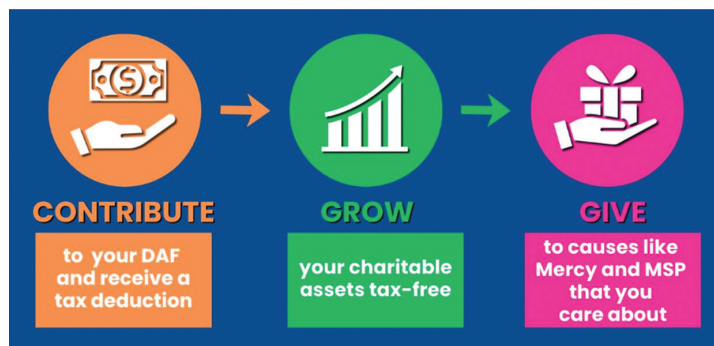 CONTRIBUTE
to your DAF
and receive a
tax deduction
GROW
your charitable
assets tax-free
GIVE
to causes like
Mercy and MSP
that you
care about